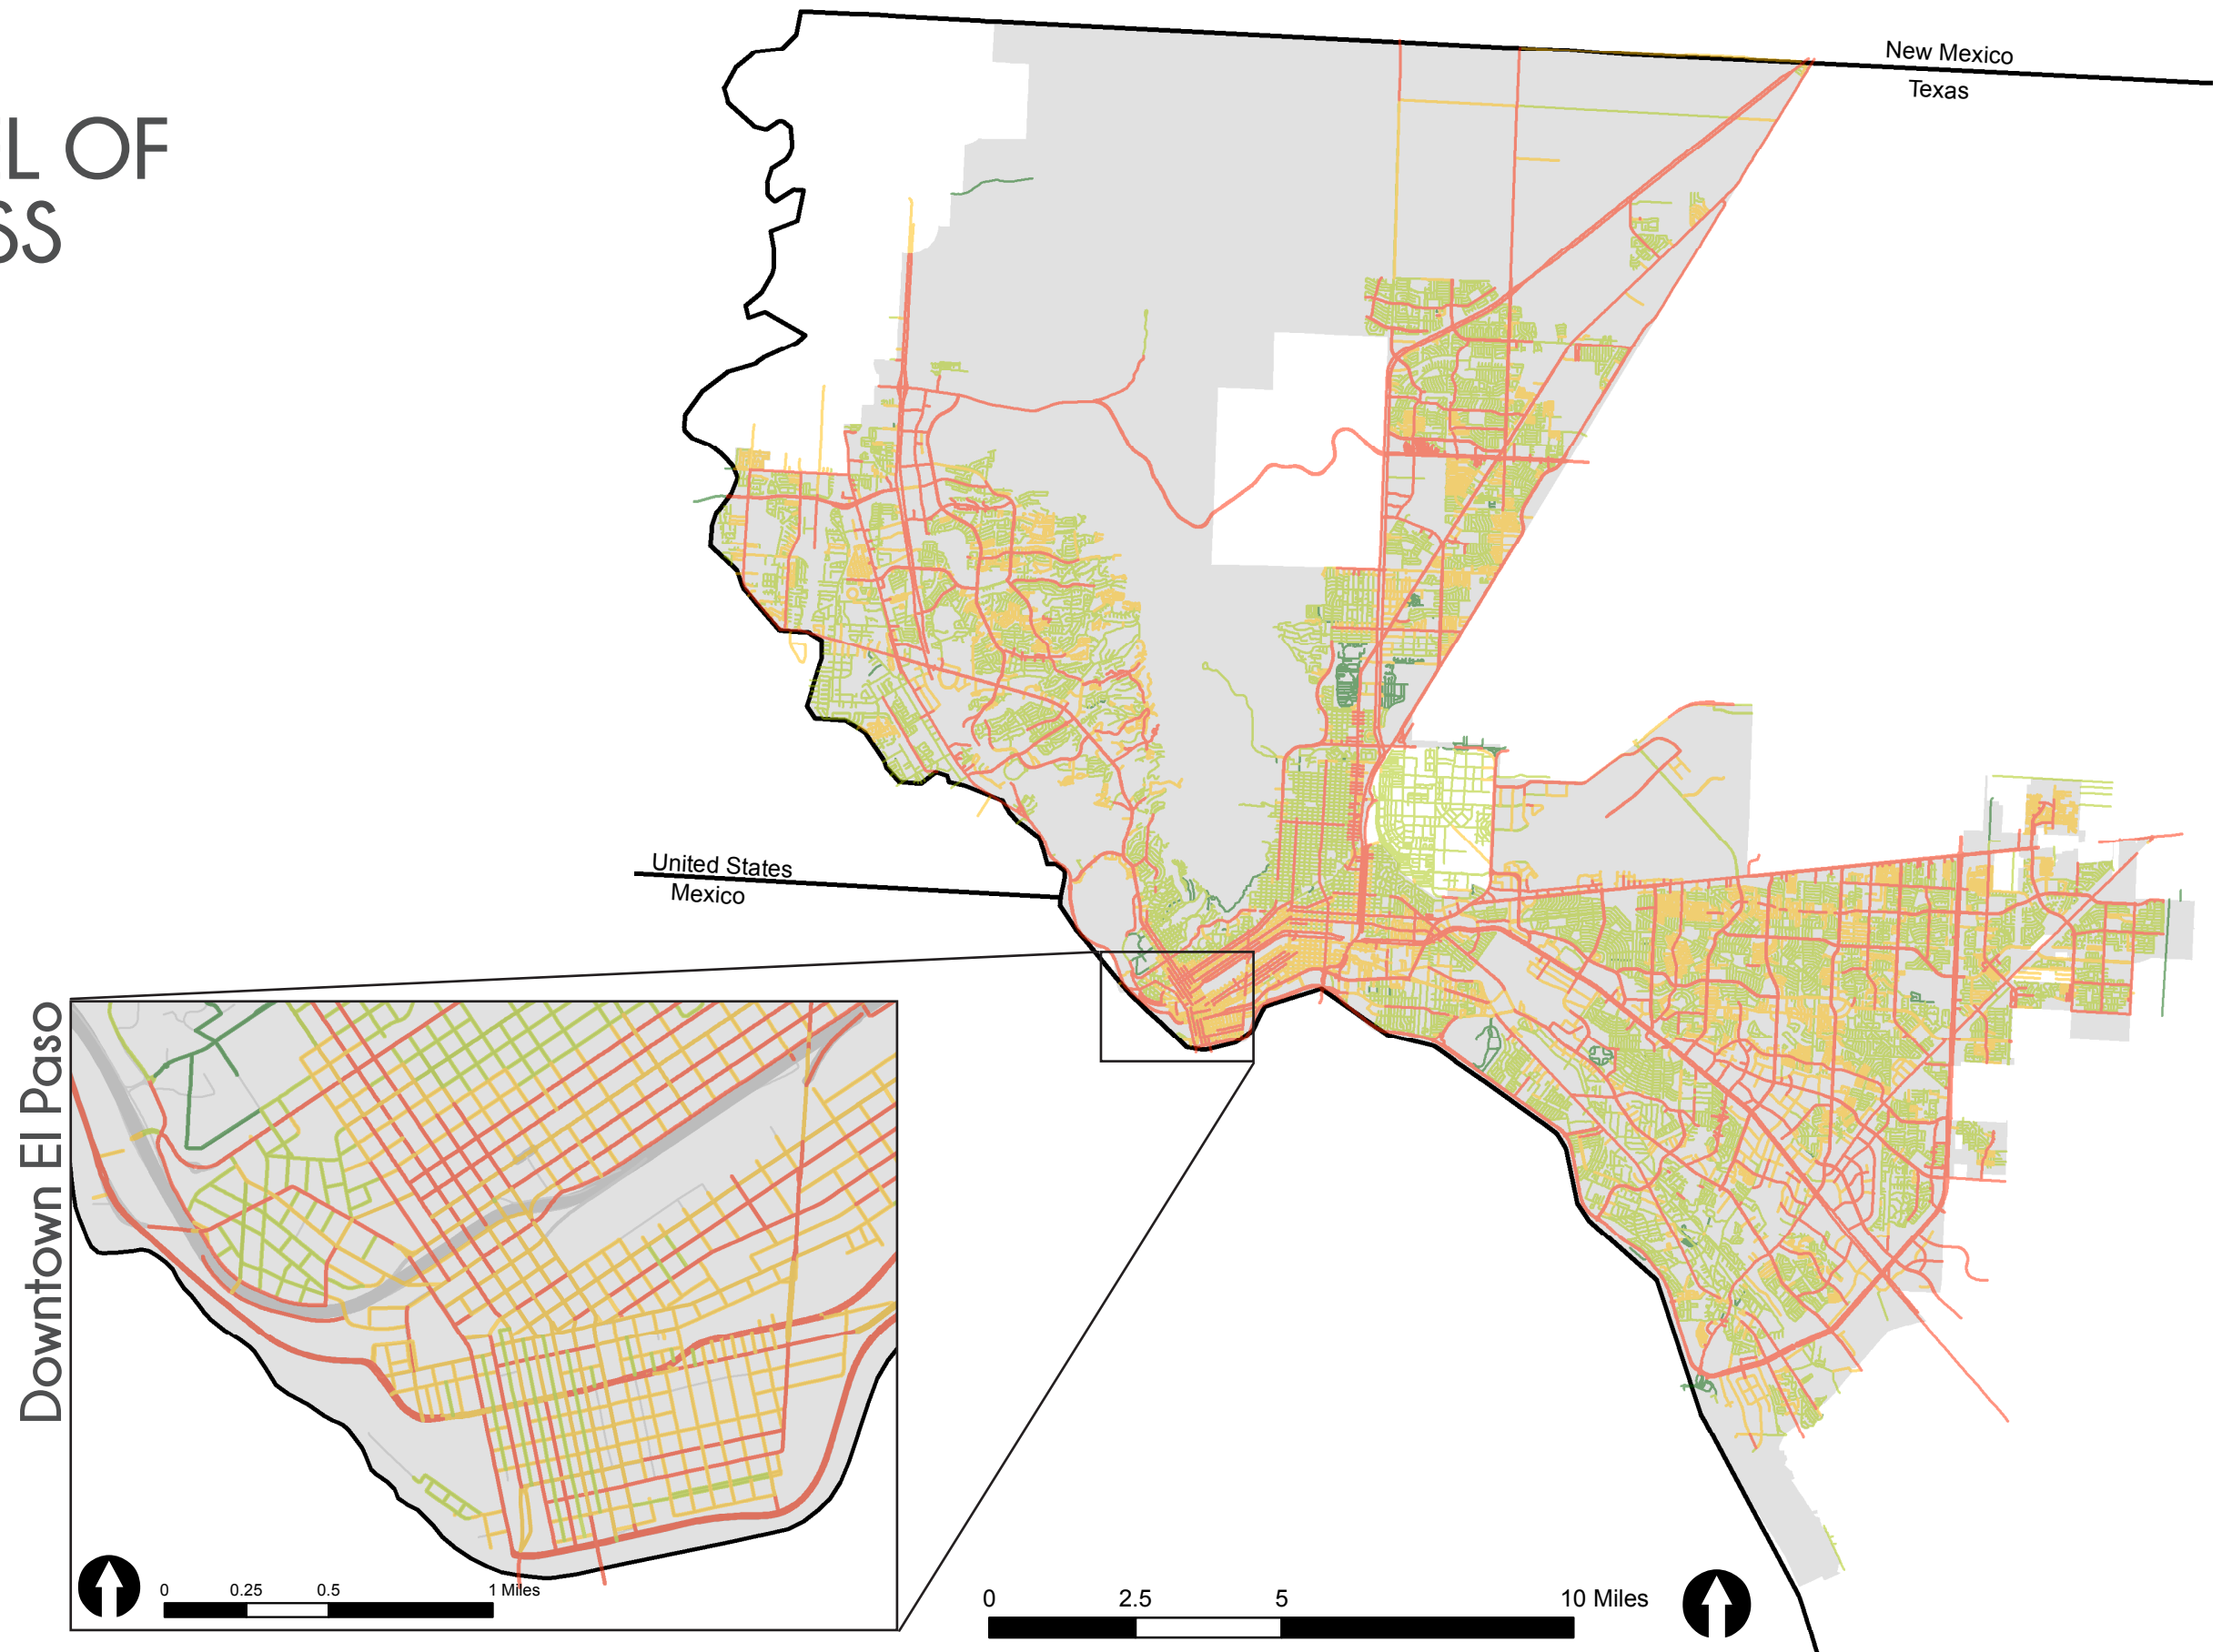 L OF
SS
New Mexico
Texas
United States
Mexico
Downtown El Paso
0 0.25 0.5 1 Miles
0 2.5 5 10 Miles